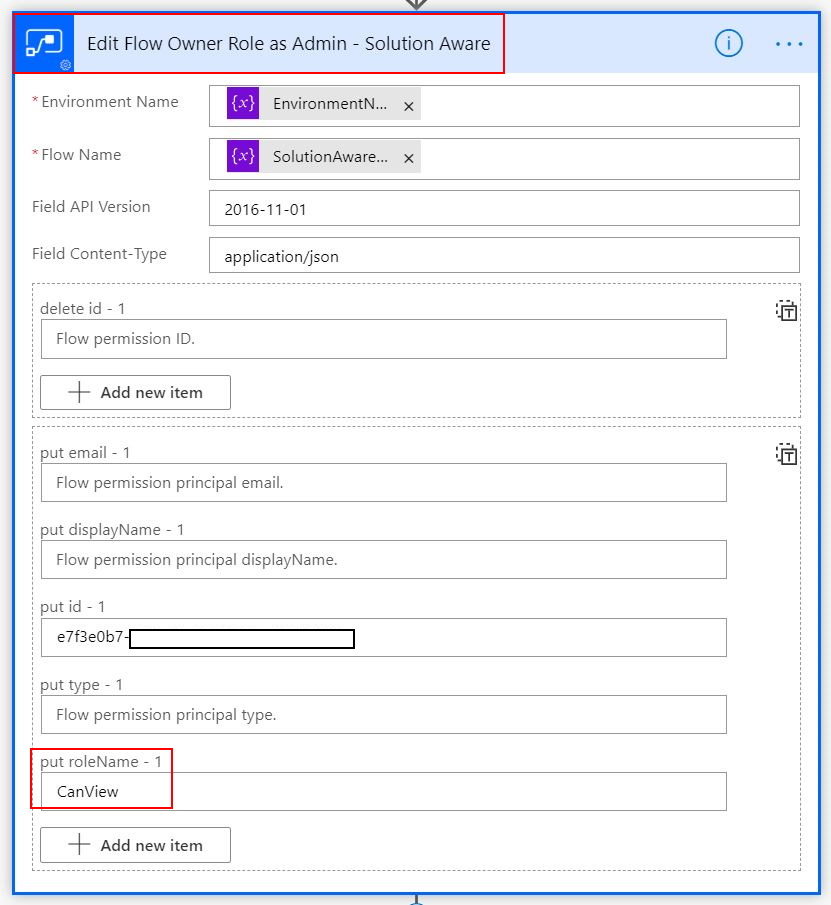 Edit Flow Owner Role as Admin - Solution Aware
* Environment Name
{x} EnvironmentN... ×
* Flow Name
{x} SolutionAware... ×
Field API Version
2016-11-01
Field Content-Type
application/json
delete id - 1
Flow permission ID.
Add new item
put email - 1
Flow permission principal email.
put displayName - 1
Flow permission principal displayName.
put id - 1
e7f3e0b7-
put type - 1
Flow permission principal type.
put roleName - 1
CanView
Add new item